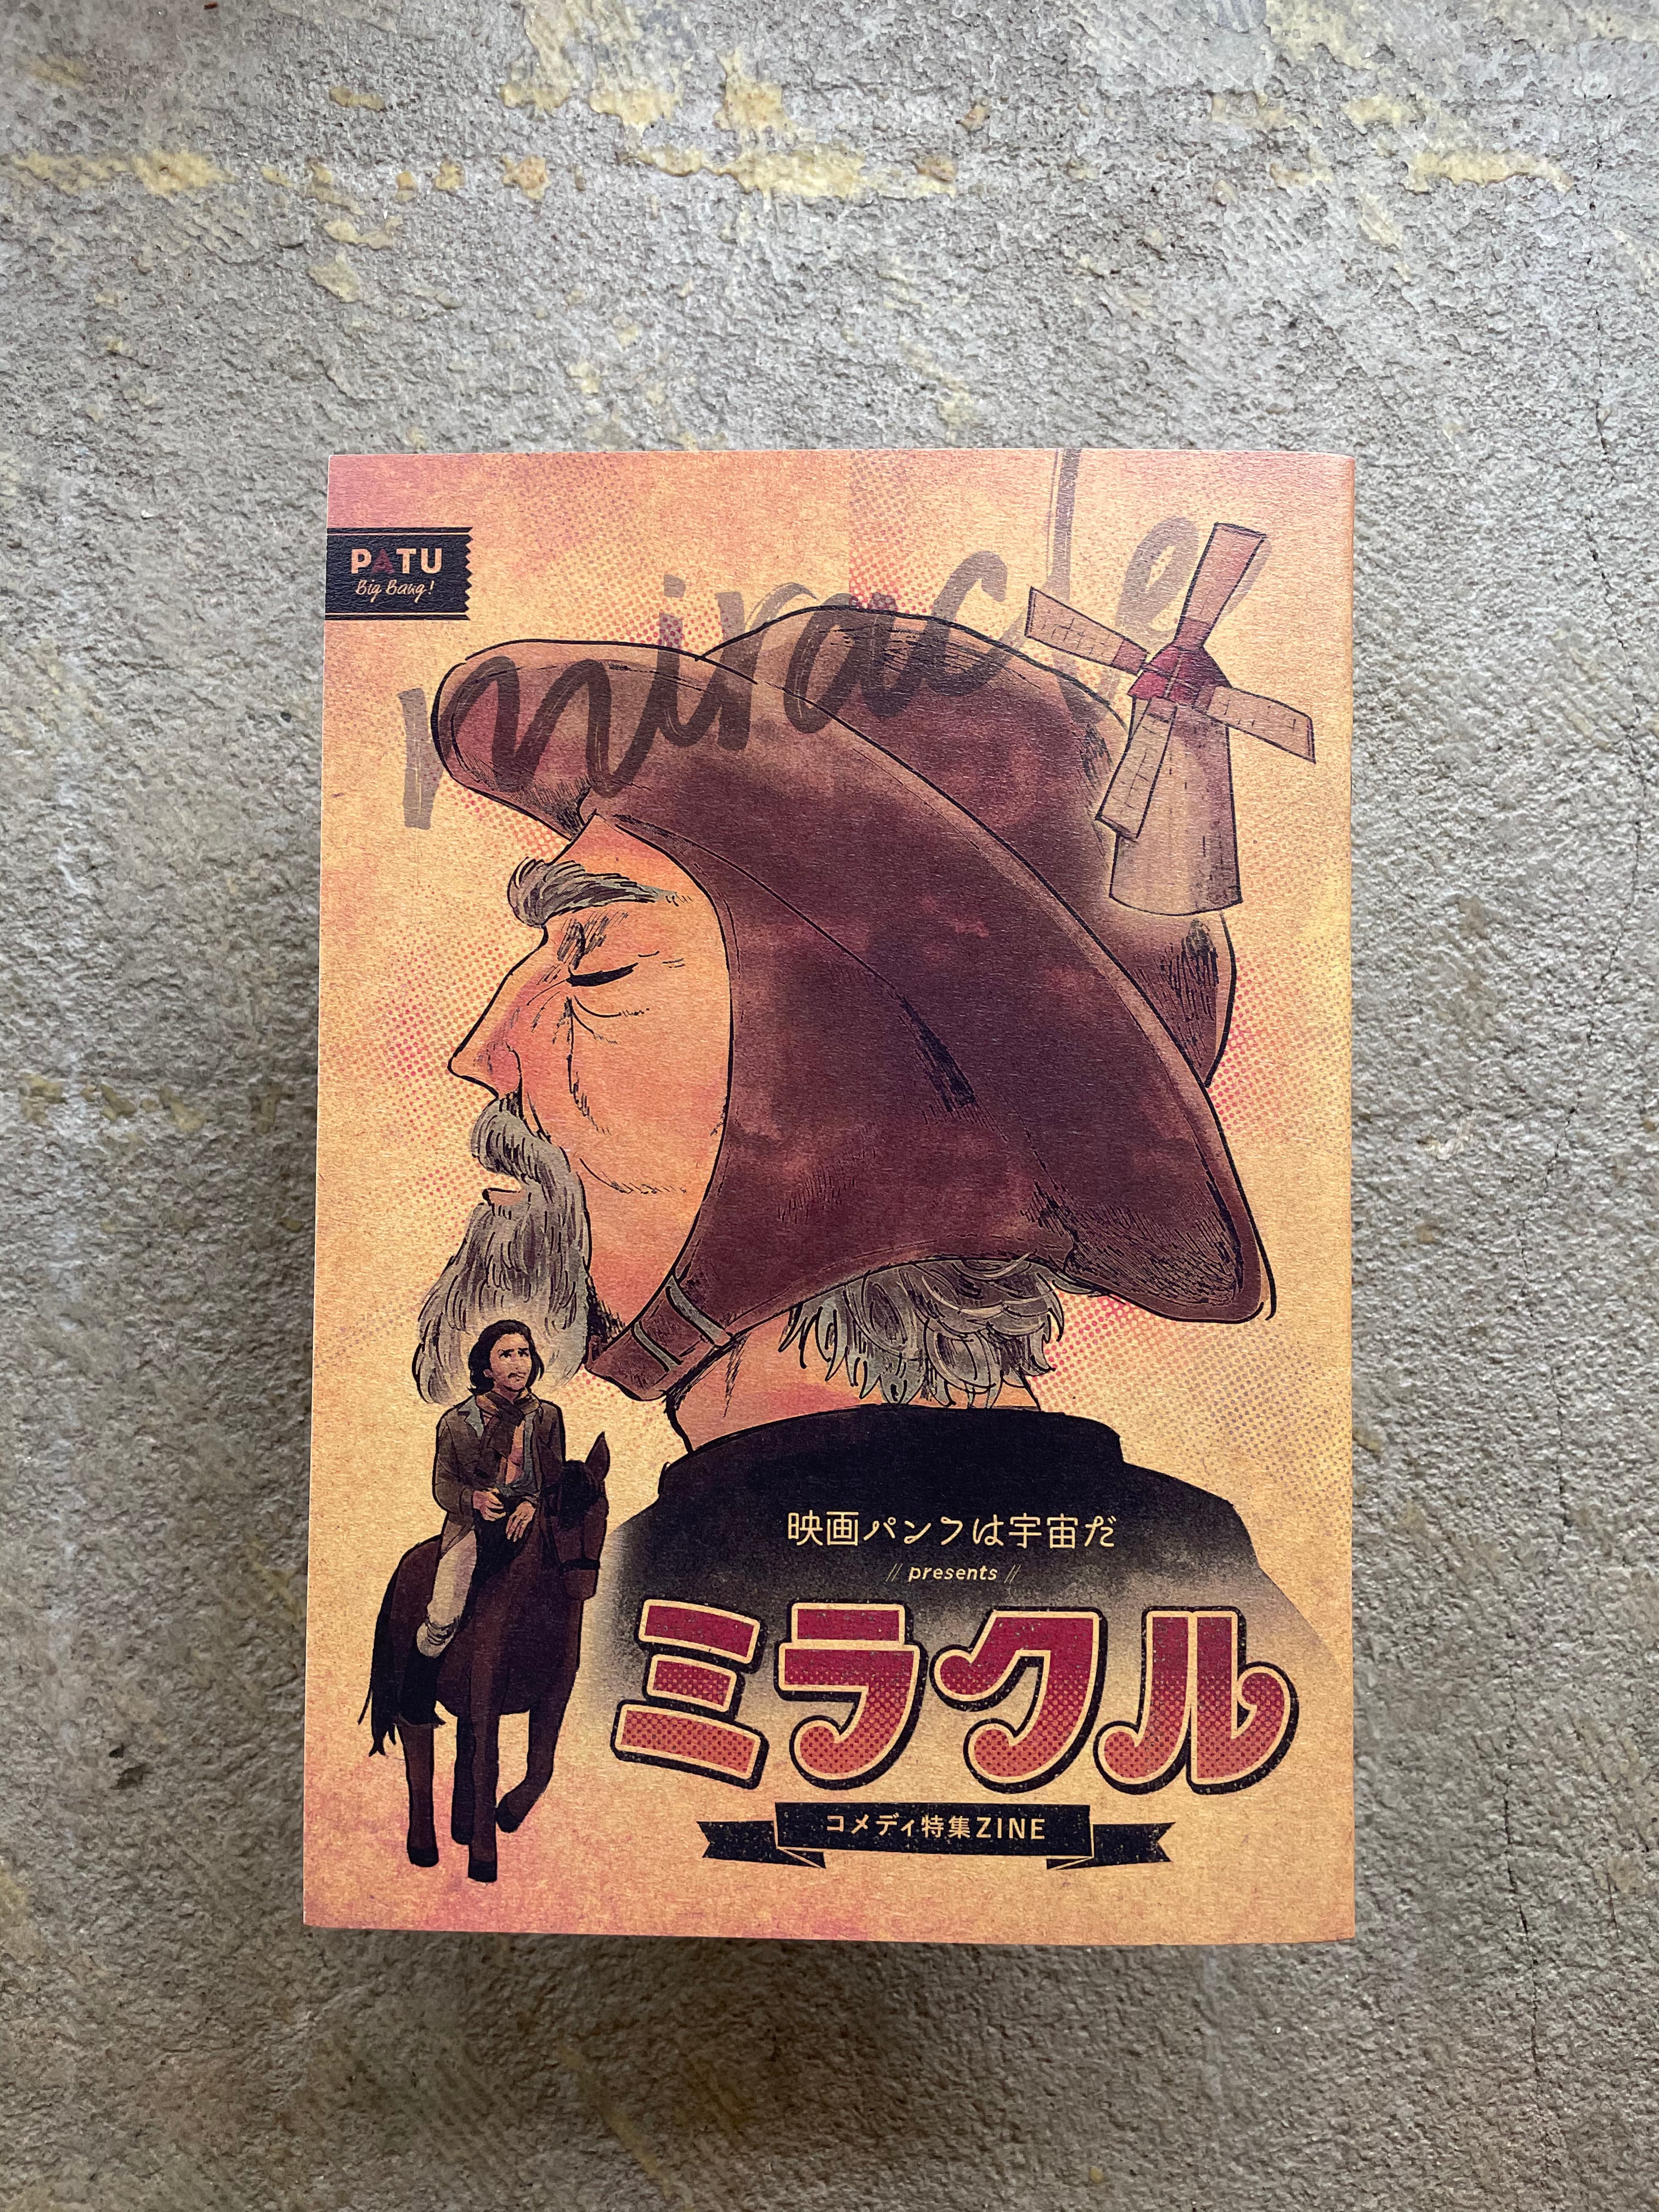 PATU
Big Bang!
miracle
映画パンフは宇宙だ
// presents //
ミラクル
コメディ特集ZINE